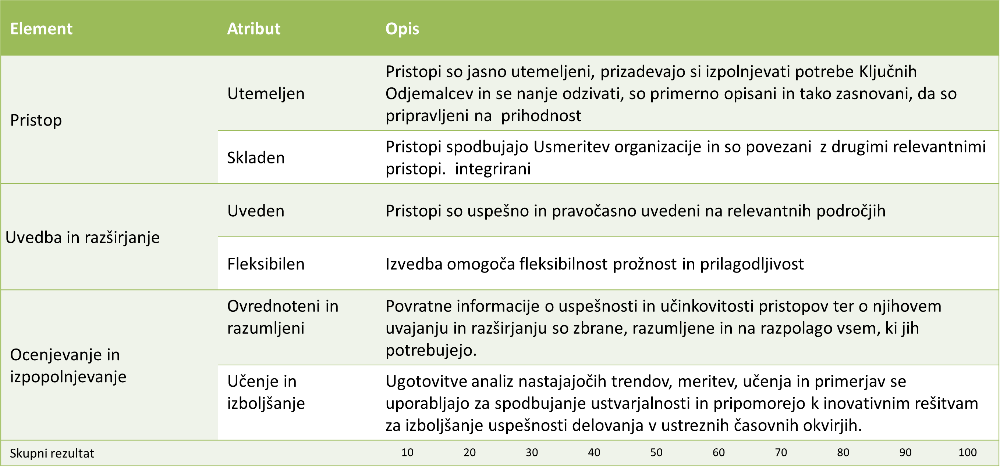 Element Atribut Opis
Pristop
Utemeljen
Pristopi so jasno utemeljeni, prizadevajo si izpolnjevati potrebe Ključnih
Odjemalcev in se nanje odzivati, so primerno opisani in tako zasnovani, da so
pripravljeni na  prihodnost
Skladen
Pristopi spodbujajo Usmeritev organizacije in so povezani  z drugimi relevantnimi
pristopi.  integrirani
Uvedba in razširjanje
Uveden
Pristopi so uspešno in pravočasno uvedeni na relevantnih področjih
Fleksibilen
Izvedba omogoča fleksibilnost prožnost in prilagodljivost
Ocenjevanje in
izpopolnjevanje
Ovrednoteni in
razumljeni
Povratne informacije o uspešnosti in učinkovitosti pristopov ter o njihovem
uvajanju in razširjanju so zbrane, razumljene in na razpolago vsem, ki jih
potrebujejo.
Učenje in
izboljšanje
Ugotovitve analiz nastajajočih trendov, meritev, učenja in primerjav se
uporabljajo za spodbujanje ustvarjalnosti in pripomorejo k inovativnim rešitvam
za izboljšanje uspešnosti delovanja v ustreznih časovnih okvirjih.
Skupni rezultat 10 20 30 40 50 60 70 80 90 100